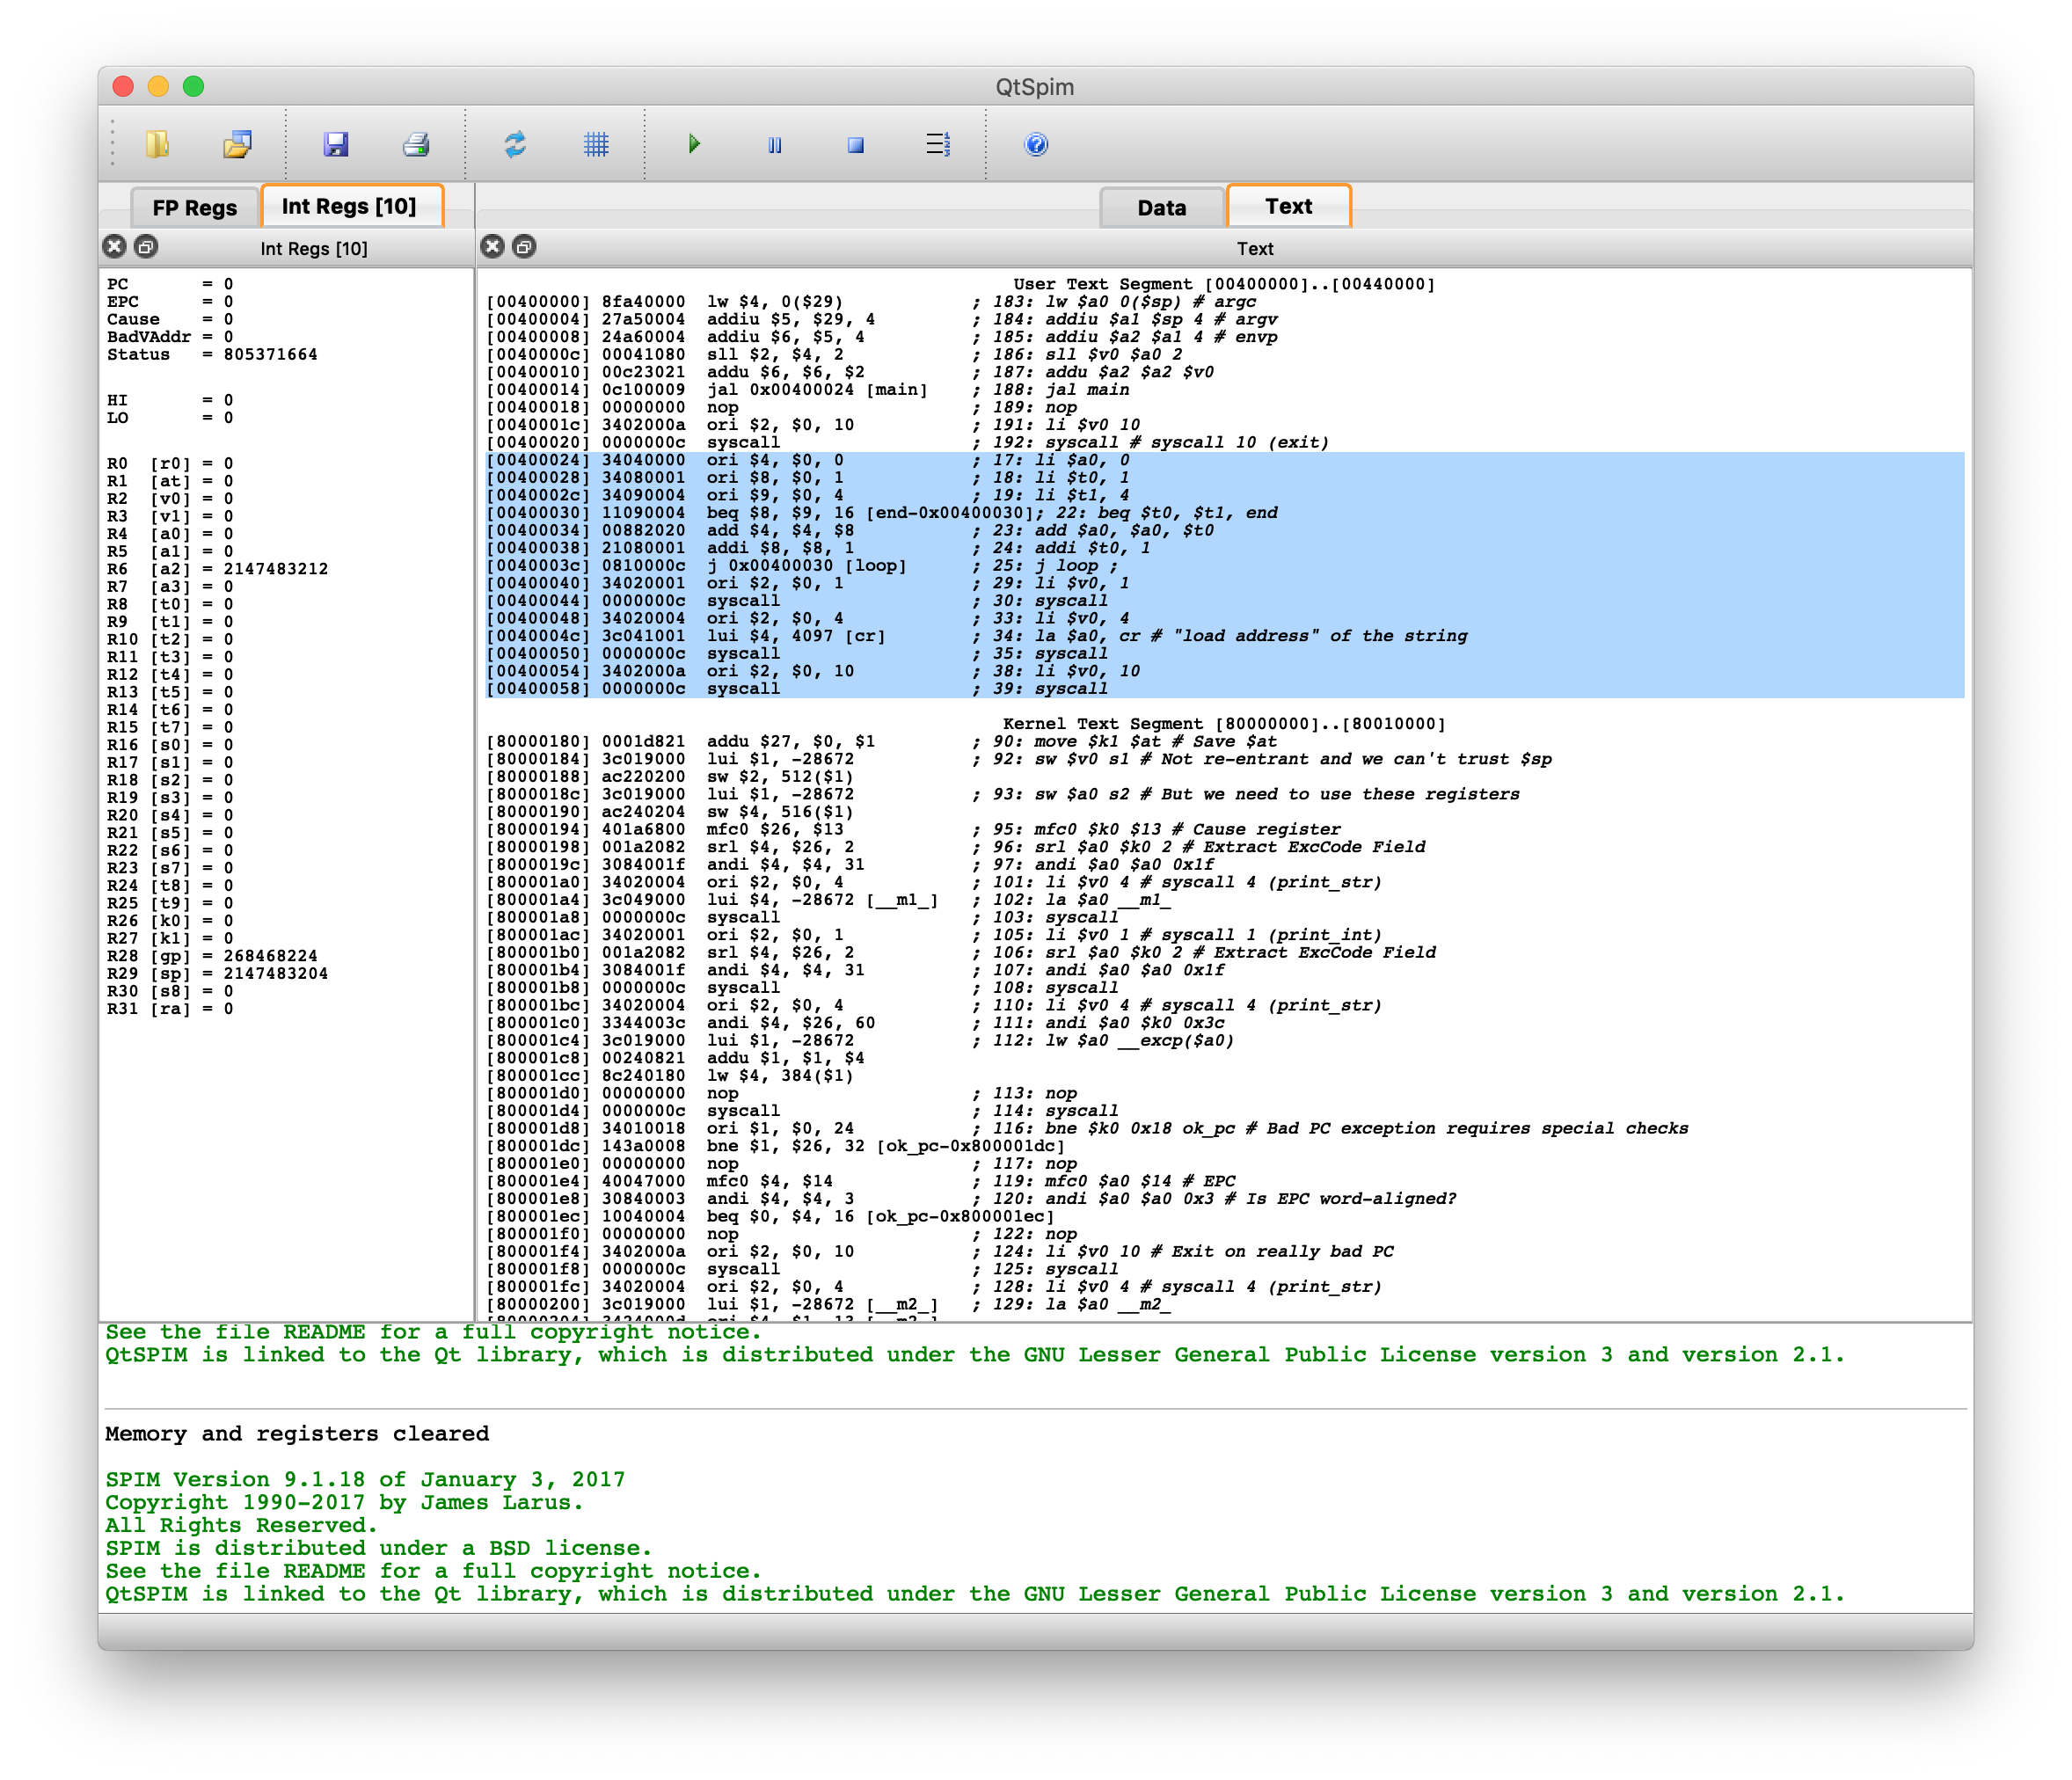 QtSpim
FP Regs
Int Regs [10]
Data
Text
Int Regs [10]
Text
PC       = 0
EPC      = 0
Cause    = 0
BadVAddr = 0
Status   = 805371664
HI       = 0
LO       = 0
R0  [r0] = 0
R1  [at] = 0
R2  [v0] = 0
R3  [v1] = 0
R4  [a0] = 0
R5  [a1] = 0
R6  [a2] = 2147483212
R7  [a3] = 0
R8  [t0] = 0
R9  [t1] = 0
R10 [t2] = 0
R11 [t3] = 0
R12 [t4] = 0
R13 [t5] = 0
R14 [t6] = 0
R15 [t7] = 0
R16 [s0] = 0
R17 [s1] = 0
R18 [s2] = 0
R19 [s3] = 0
R20 [s4] = 0
R21 [s5] = 0
R22 [s6] = 0
R23 [s7] = 0
R24 [t8] = 0
R25 [t9] = 0
R26 [k0] = 0
R27 [k1] = 0
R28 [gp] = 268468224
R29 [sp] = 2147483204
R30 [s8] = 0
R31 [ra] = 0
User Text Segment [00400000]..[00440000]
[00400000] 8fa40000  lw $4, 0($29)            ; 183: lw $a0 0($sp) # argc
[00400004] 27a50004  addiu $5, $29, 4         ; 184: addiu $a1 $sp 4 # argv
[00400008] 24a60004  addiu $6, $5, 4          ; 185: addiu $a2 $a1 4 # envp
[0040000c] 00041080  sll $2, $4, 2            ; 186: sll $v0 $a0 2
[00400010] 00c23021  addu $6, $6, $2          ; 187: addu $a2 $a2 $v0
[00400014] 0c100009  jal 0x00400024 [main]    ; 188: jal main
[00400018] 00000000  nop                      ; 189: nop
[0040001c] 3402000a  ori $2, $0, 10           ; 191: li $v0 10
[00400020] 0000000c  syscall                  ; 192: syscall # syscall 10 (exit)
[00400024] 34040000  ori $4, $0, 0            ; 17: li $a0, 0
[00400028] 34080001  ori $8, $0, 1            ; 18: li $t0, 1
[0040002c] 34090004  ori $9, $0, 4            ; 19: li $t1, 4
[00400030] 11090004  beq $8, $9, 16 [end-0x00400030]; 22: beq $t0, $t1, end
[00400034] 00882020  add $4, $4, $8           ; 23: add $a0, $a0, $t0
[00400038] 21080001  addi $8, $8, 1           ; 24: addi $t0, 1
[0040003c] 0810000c  j 0x00400030 [loop]      ; 25: j loop ;
[00400040] 34020001  ori $2, $0, 1            ; 29: li $v0, 1
[00400044] 0000000c  syscall                  ; 30: syscall
[00400048] 34020004  ori $2, $0, 4            ; 33: li $v0, 4
[0040004c] 3c041001  lui $4, 4097 [cr]        ; 34: la $a0, cr # "load address" of the string
[00400050] 0000000c  syscall                  ; 35: syscall
[00400054] 3402000a  ori $2, $0, 10           ; 38: li $v0, 10
[00400058] 0000000c  syscall                  ; 39: syscall
Kernel Text Segment [80000000]..[80010000]
[80000180] 0001d821  addu $27, $0, $1         ; 90: move $k1 $at # Save $at
[80000184] 3c019000  lui $1, -28672           ; 92: sw $v0 s1 # Not re-entrant and we can't trust $sp
[80000188] ac220200  sw $2, 512($1)
[8000018c] 3c019000  lui $1, -28672           ; 93: sw $a0 s2 # But we need to use these registers
[80000190] ac240204  sw $4, 516($1)
[80000194] 401a6800  mfc0 $26, $13            ; 95: mfc0 $k0 $13 # Cause register
[80000198] 001a2082  srl $4, $26, 2           ; 96: srl $a0 $k0 2 # Extract ExcCode Field
[8000019c] 3084001f  andi $4, $4, 31          ; 97: andi $a0 $a0 0x1f
[800001a0] 34020004  ori $2, $0, 4            ; 101: li $v0 4 # syscall 4 (print_str)
[800001a4] 3c049000  lui $4, -28672 [__m1_]   ; 102: la $a0 __m1_
[800001a8] 0000000c  syscall                  ; 103: syscall
[800001ac] 34020001  ori $2, $0, 1            ; 105: li $v0 1 # syscall 1 (print_int)
[800001b0] 001a2082  srl $4, $26, 2           ; 106: srl $a0 $k0 2 # Extract ExcCode Field
[800001b4] 3084001f  andi $4, $4, 31          ; 107: andi $a0 $a0 0x1f
[800001b8] 0000000c  syscall                  ; 108: syscall
[800001bc] 34020004  ori $2, $0, 4            ; 110: li $v0 4 # syscall 4 (print_str)
[800001c0] 3344003c  andi $4, $26, 60         ; 111: andi $a0 $k0 0x3c
[800001c4] 3c019000  lui $1, -28672           ; 112: lw $a0 __excp($a0)
[800001c8] 00240821  addu $1, $1, $4
[800001cc] 8c240180  lw $4, 384($1)
[800001d0] 00000000  nop                      ; 113: nop
[800001d4] 0000000c  syscall                  ; 114: syscall
[800001d8] 34010018  ori $1, $0, 24           ; 116: bne $k0 0x18 ok_pc # Bad PC exception requires special checks
[800001dc] 143a0008  bne $1, $26, 32 [ok_pc-0x800001dc]
[800001e0] 00000000  nop                      ; 117: nop
[800001e4] 40047000  mfc0 $4, $14             ; 119: mfc0 $a0 $14 # EPC
[800001e8] 30840003  andi $4, $4, 3           ; 120: andi $a0 $a0 0x3 # Is EPC word-aligned?
[800001ec] 10040004  beq $0, $4, 16 [ok_pc-0x800001ec]
[800001f0] 00000000  nop                      ; 122: nop
[800001f4] 3402000a  ori $2, $0, 10           ; 124: li $v0 10 # Exit on really bad PC
[800001f8] 0000000c  syscall                  ; 125: syscall
[800001fc] 34020004  ori $2, $0, 4            ; 128: li $v0 4 # syscall 4 (print_str)
[80000200] 3c019000  lui $1, -28672 [__m2_]   ; 129: la $a0 __m2_
See the file README for a full copyright notice.
QtSPIM is linked to the Qt library, which is distributed under the GNU Lesser General Public License version 3 and version 2.1.
Memory and registers cleared
SPIM Version 9.1.18 of January 3, 2017
Copyright 1990-2017 by James Larus.
All Rights Reserved.
SPIM is distributed under a BSD license.
See the file README for a full copyright notice.
QtSPIM is linked to the Qt library, which is distributed under the GNU Lesser General Public License version 3 and version 2.1.